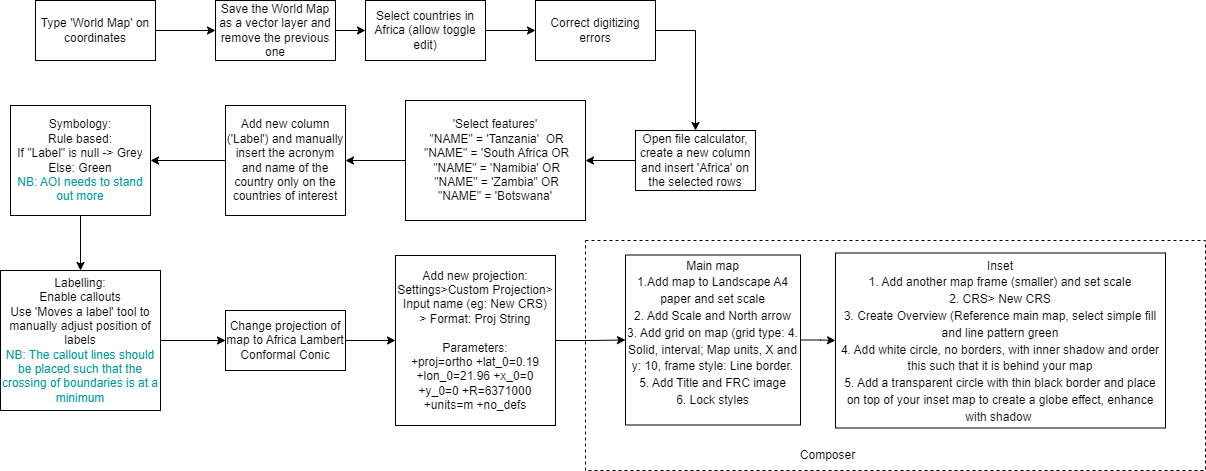 Type 'World Map' on
coordinates
Save the World Map
as a vector layer and
remove the previous
one
Select countries in
Africa (allow toggle
edit)
Correct digitizing
errors
Open file calculator,
create a new column
and insert 'Africa' on
the selected rows
'Select features'
"NAME" = 'Tanzania' OR
"NAME" = 'South Africa OR
"NAME" = 'Namibia' OR
"NAME" = 'Zambia" OR
"NAME" = 'Botswana'
Add new column
('Label') and manually
insert the acronym
and name of the
country only on the
countries of interest
Symbology:
Rule based:
If "Label" is null -> Grey
Else: Green
NB: AOI needs to stand
out more
Labelling:
Enable callouts
Use 'Moves a label' tool to
manually adjust position of
labels
NB: The callout lines should
be placed such that the
crossing of boundaries is at a
minimum
Change projection of
map to Africa Lambert
Conformal Conic
Add new projection:
Settings>Custom Projection>
Input name (eg: New CRS)
> Format: Proj String
Parameters:
+proj=ortho +lat_0=0.19
+lon_0=21.96 +x_0=0
+y_0=0 +R=6371000
+units=m +no_defs
Main map
1.Add map to Landscape A4
paper and set scale
2. Add Scale and North arrow
3. Add grid on map (grid type: 4.
Solid, interval; Map units, X and
y: 10, frame style: Line border.
5. Add Title and FRC image
6. Lock styles
Inset
1. Add another map frame (smaller) and set scale
2. CRS> New CRS
3. Create Overview (Reference main map, select simple fill
and line pattern green
4. Add white circle, no borders, with inner shadow and order
this such that it is behind your map
5. Add a transparent circle with thin black border and place
on top of your inset map to create a globe effect, enhance
with shadow
Composer